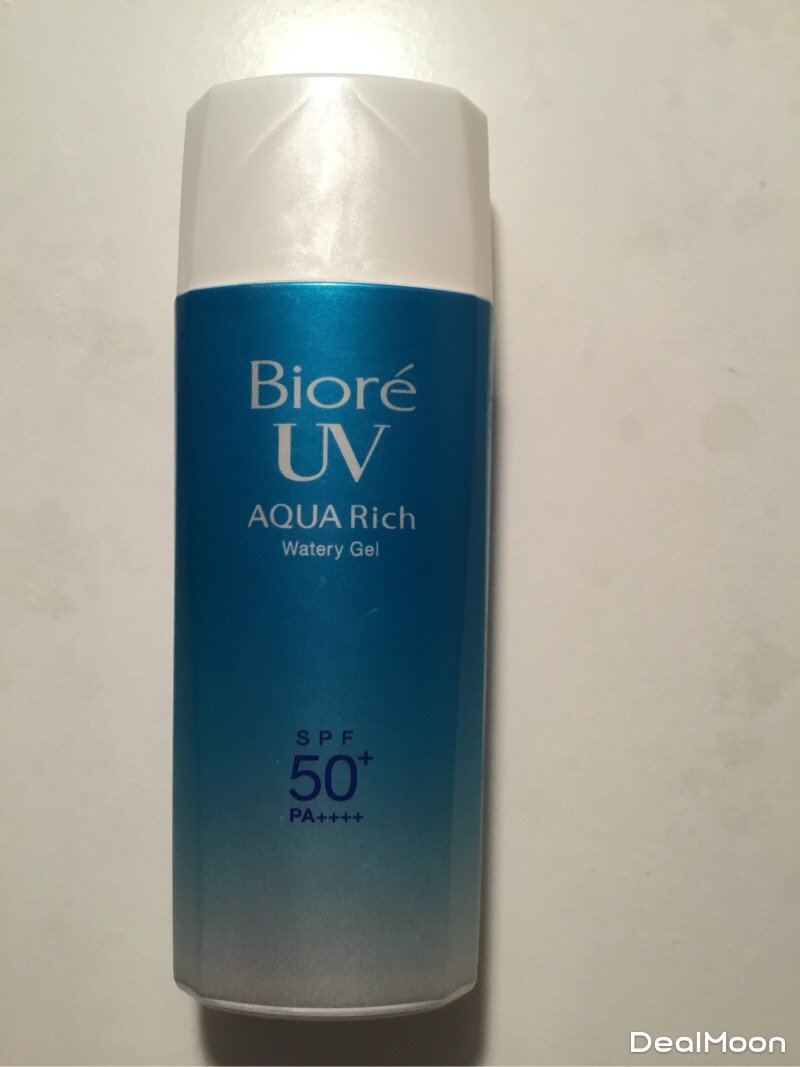 Bioré
UV
AQUA Rich
Watery Gel
SPF
50+
PA++++
DealMoon